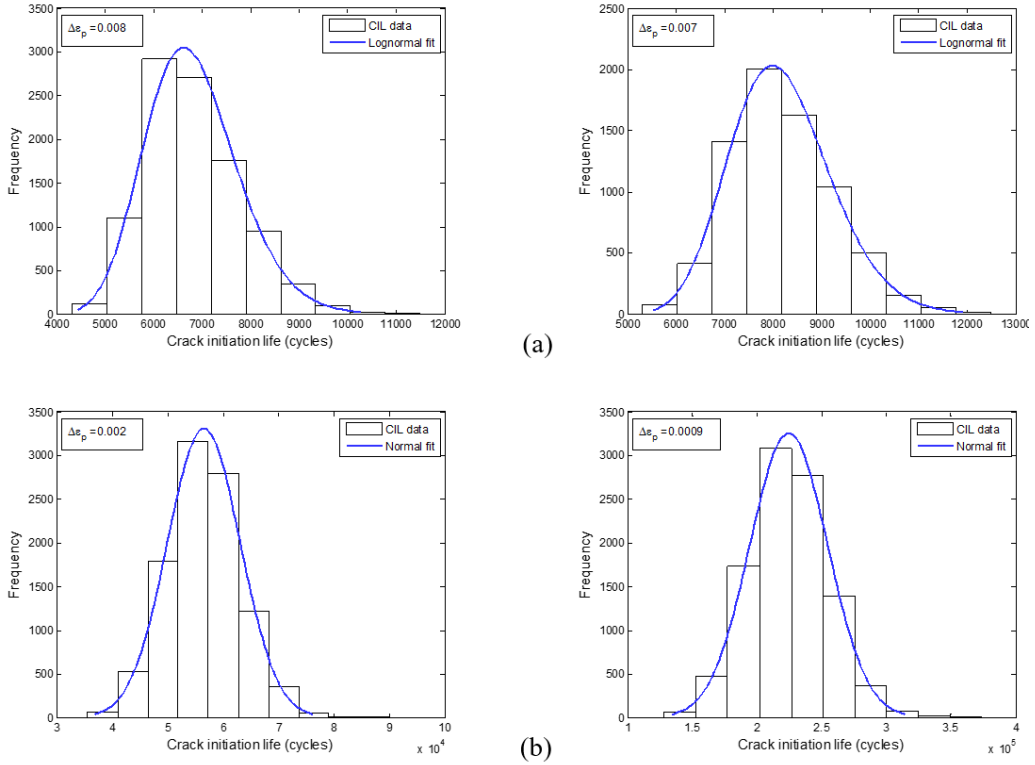 Δε_p = 0.008
CIL data
Lognormal fit
3500
3000
2500
2000
1500
1000
500
0
Frequency
4000 5000 6000 7000 8000 9000 10000 11000 12000
Crack initiation life (cycles)
Δε_p = 0.007
CIL data
Lognormal fit
2500
2000
1500
1000
500
0
Frequency
5000 6000 7000 8000 9000 10000 11000 12000 13000
Crack initiation life (cycles)
(a)
Δε_p = 0.002
CIL data
Normal fit
3500
3000
2500
2000
1500
1000
500
0
Frequency
3 4 5 6 7 8 9 10
x 10^4
Crack initiation life (cycles)
Δε_p = 0.0009
CIL data
Normal fit
3500
3000
2500
2000
1500
1000
500
0
Frequency
1 1.5 2 2.5 3 3.5 4
x 10^5
Crack initiation life (cycles)
(b)